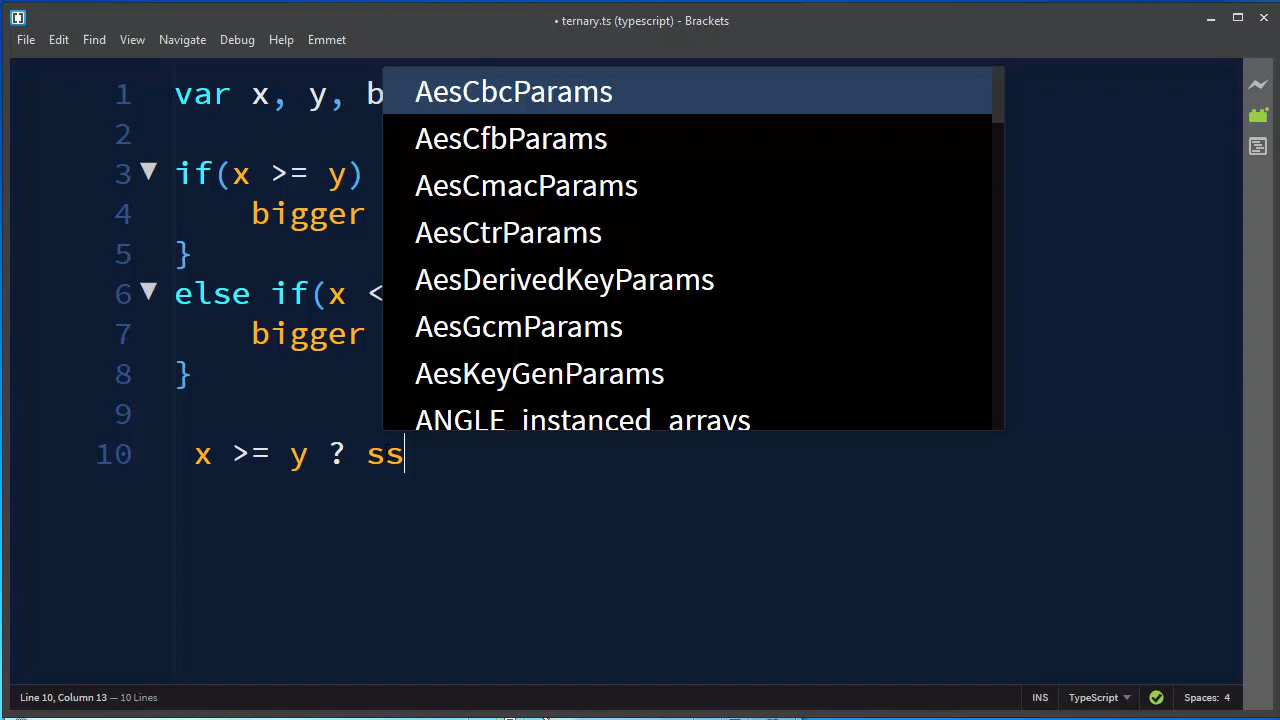 • ternary.ts (typescript) - Brackets
File Edit Find View Navigate Debug Help Emmet
1 var x, y, b
2
3 if(x >= y)
4 bigger
5 }
6 else if(x <
7 bigger
8 }
9
10 x >= y ? ss
AesCbcParams
AesCfbParams
AesCmacParams
AesCtrParams
AesDerivedKeyParams
AesGcmParams
AesKeyGenParams
ANGLE_instanced_arrays
Line 10, Column 13 — 10 Lines
INS TypeScript Spaces: 4